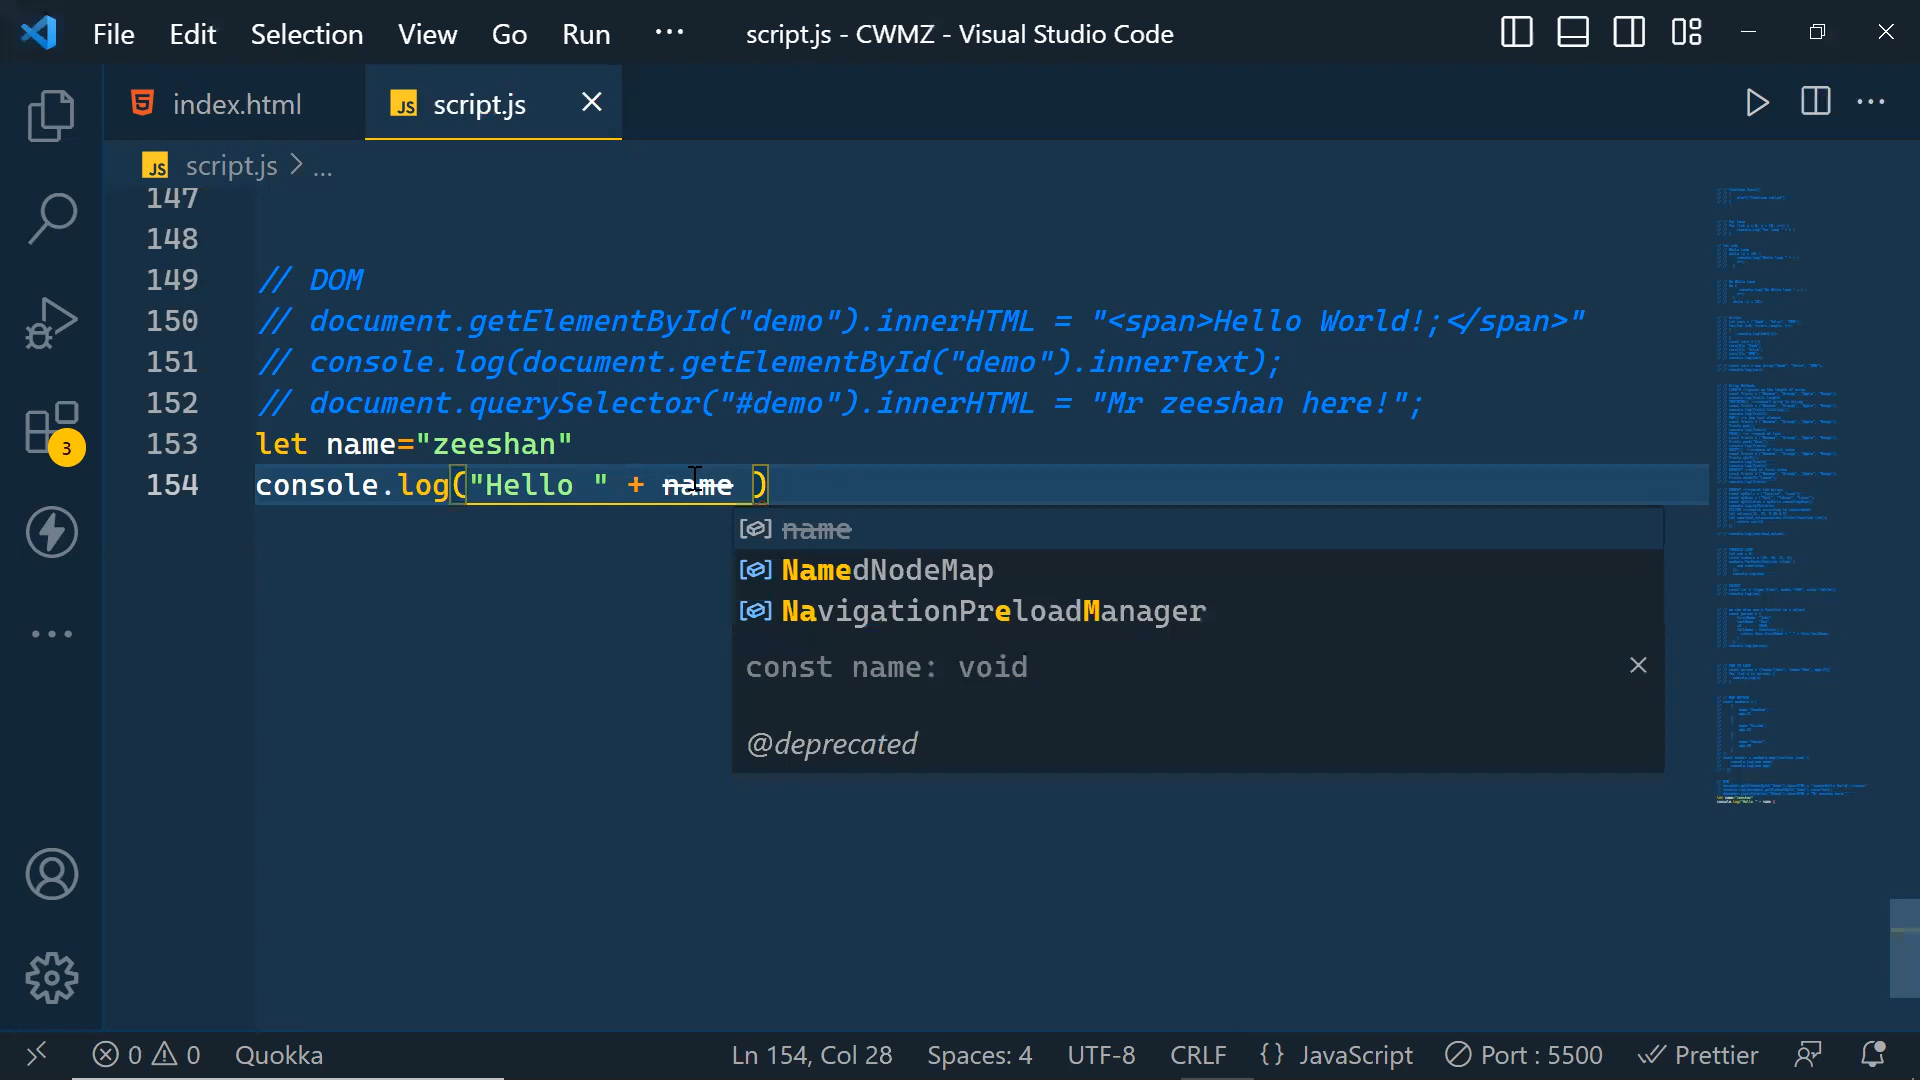 File Edit Selection View Go Run ··· script.js - CWMZ - Visual Studio Code
index.html JS script.js
JS script.js > ...
147
148
149 // DOM
150 // document.getElementById("demo").innerHTML = "<span>Hello World!;</span>"
151 // console.log(document.getElementById("demo").innerText);
152 // document.querySelector("#demo").innerHTML = "Mr zeeshan here!";
153 let name="zeeshan"
154 console.log("Hello " + name )
name
NamedNodeMap
NavigationPreloadManager
const name: void
@deprecated
3
0 0 Quokka Ln 154, Col 28 Spaces: 4 UTF-8 CRLF {} JavaScript Port : 5500 Prettier